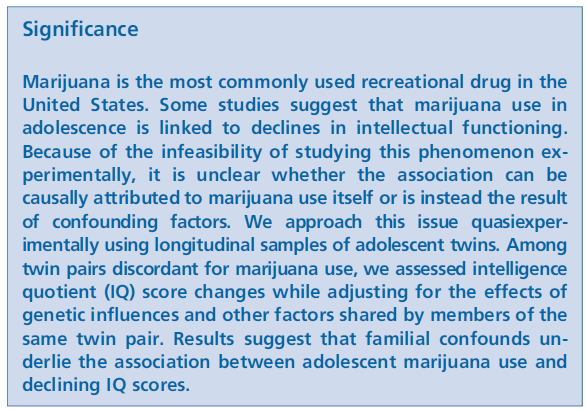 Significance
Marijuana is the most commonly used recreational drug in the
United States. Some studies suggest that marijuana use in
adolescence is linked to declines in intellectual functioning.
Because of the infeasibility of studying this phenomenon ex-
perimentally, it is unclear whether the association can be
causally attributed to marijuana use itself or is instead the result
of confounding factors. We approach this issue quasiexper-
imentally using longitudinal samples of adolescent twins. Among
twin pairs discordant for marijuana use, we assessed intelligence
quotient (IQ) score changes while adjusting for the effects of
genetic influences and other factors shared by members of the
same twin pair. Results suggest that familial confounds un-
derlie the association between adolescent marijuana use and
declining IQ scores.